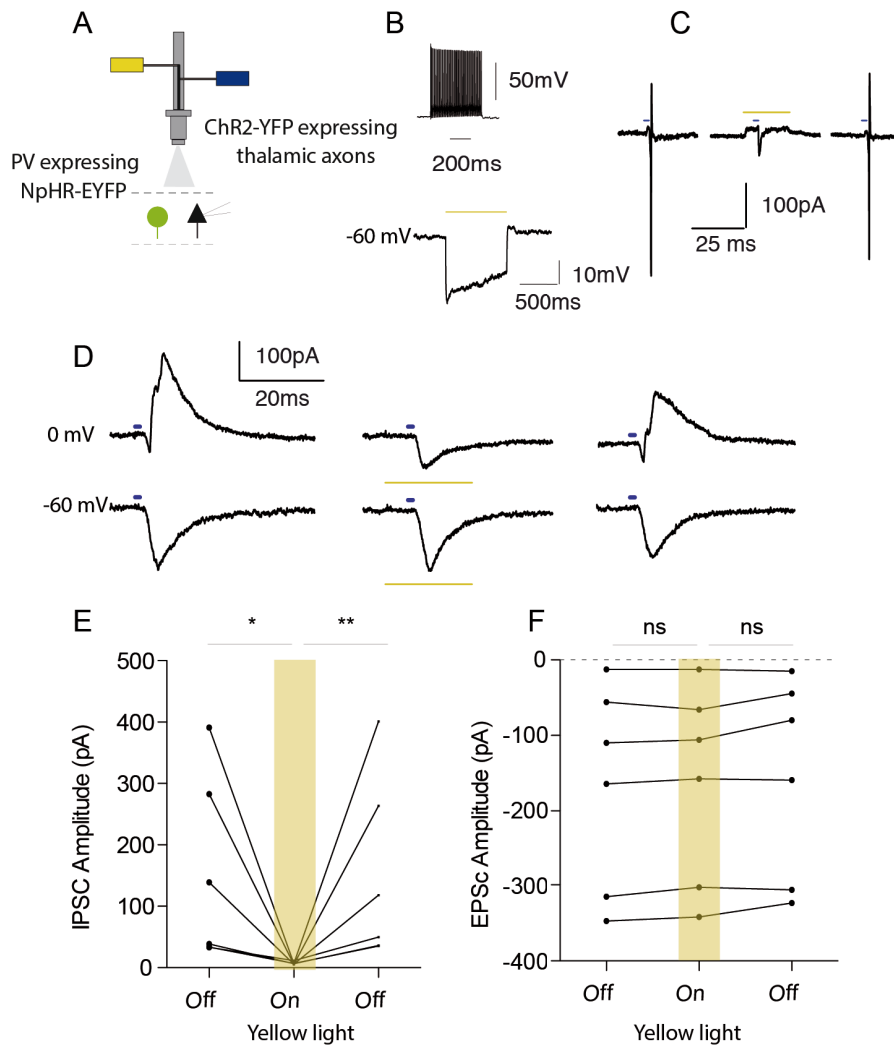 A
ChR2-YFP expressing
thalamic axons
PV expressing
NpHR-EYFP
B
50mV
200ms
-60 mV
10mV
500ms
C
100pA
25 ms
D
100pA
20ms
0 mV
-60 mV
E
* **
500
400
300
200
100
0
IPSC Amplitude (pA)
Off On Off
Yellow light
F
ns ns
0
-100
-200
-300
-400
EPSc Amplitude (pA)
Off On Off
Yellow light